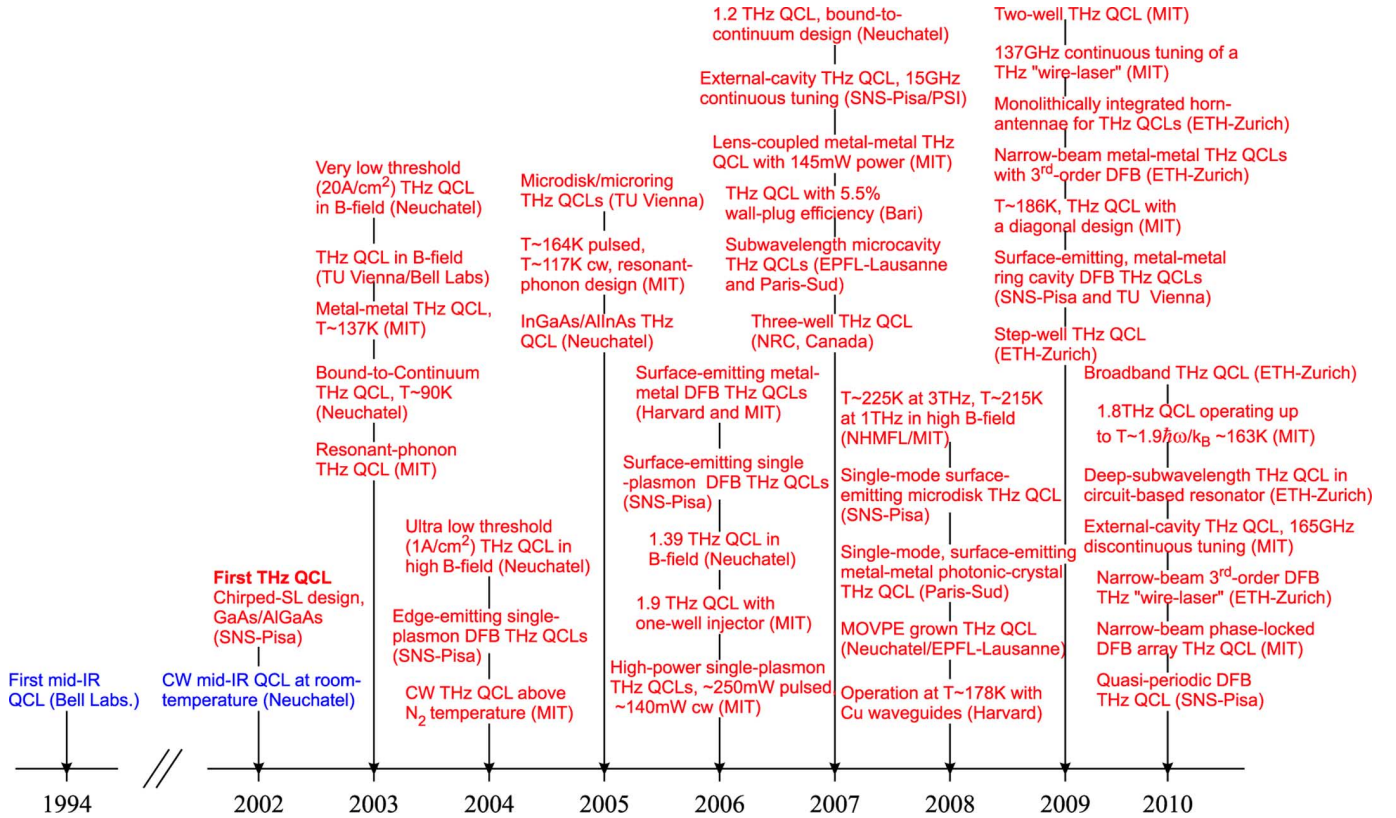 First mid-IR
QCL (Bell Labs.)
First THz QCL
Chirped-SL design,
GaAs/AlGaAs
(SNS-Pisa)
CW mid-IR QCL at room-
temperature (Neuchatel)
Very low threshold
(20A/cm²) THz QCL
in B-field (Neuchatel)
THz QCL in B-field
(TU Vienna/Bell Labs)
Metal-metal THz QCL,
T~137K (MIT)
Bound-to-Continuum
THz QCL, T~90K
(Neuchatel)
Resonant-phonon
THz QCL (MIT)
Ultra low threshold
(1A/cm²) THz QCL in
high B-field (Neuchatel)
Edge-emitting single-
plasmon DFB THz QCLs
(SNS-Pisa)
CW THz QCL above
N₂ temperature (MIT)
Microdisk/microring
THz QCLs (TU Vienna)
T~164K pulsed,
T~117K cw, resonant-
phonon design (MIT)
InGaAs/AlInAs THz
QCL (Neuchatel)
Surface-emitting metal-
metal DFB THz QCLs
(Harvard and MIT)
Surface-emitting single
-plasmon DFB THz QCLs
(SNS-Pisa)
1.39 THz QCL in
B-field (Neuchatel)
1.9 THz QCL with
one-well injector (MIT)
High-power single-plasmon
THz QCLs, ~250mW pulsed,
~140mW cw (MIT)
1.2 THz QCL, bound-to-
continuum design (Neuchatel)
External-cavity THz QCL, 15GHz
continuous tuning (SNS-Pisa/PSI)
Lens-coupled metal-metal THz
QCL with 145mW power (MIT)
THz QCL with 5.5%
wall-plug efficiency (Bari)
Subwavelength microcavity
THz QCLs (EPFL-Lausanne
and Paris-Sud)
Three-well THz QCL
(NRC, Canada)
T~225K at 3THz, T~215K
at 1THz in high B-field
(NHMFL/MIT)
Single-mode surface-
emitting microdisk THz QCL
(SNS-Pisa)
Single-mode, surface-emitting
metal-metal photonic-crystal
THz QCL (Paris-Sud)
MOVPE grown THz QCL
(Neuchatel/EPFL-Lausanne)
Operation at T~178K with
Cu waveguides (Harvard)
Two-well THz QCL (MIT)
137GHz continuous tuning of a
THz "wire-laser" (MIT)
Monolithically integrated horn-
antennae for THz QCLs (ETH-Zurich)
Narrow-beam metal-metal THz QCLs
with 3rd-order DFB (ETH-Zurich)
T~186K, THz QCL with
a diagonal design (MIT)
Surface-emitting, metal-metal
ring cavity DFB THz QCLs
(SNS-Pisa and TU Vienna)
Step-well THz QCL
(ETH-Zurich)
Broadband THz QCL (ETH-Zurich)
1.8THz QCL operating up
to T~1.9ℏω/k_B ~163K (MIT)
Deep-subwavelength THz QCL in
circuit-based resonator (ETH-Zurich)
External-cavity THz QCL, 165GHz
discontinuous tuning (MIT)
Narrow-beam 3rd-order DFB
THz "wire-laser" (ETH-Zurich)
Narrow-beam phase-locked
DFB array THz QCL (MIT)
Quasi-periodic DFB
THz QCL (SNS-Pisa)
1994 2002 2003 2004 2005 2006 2007 2008 2009 2010